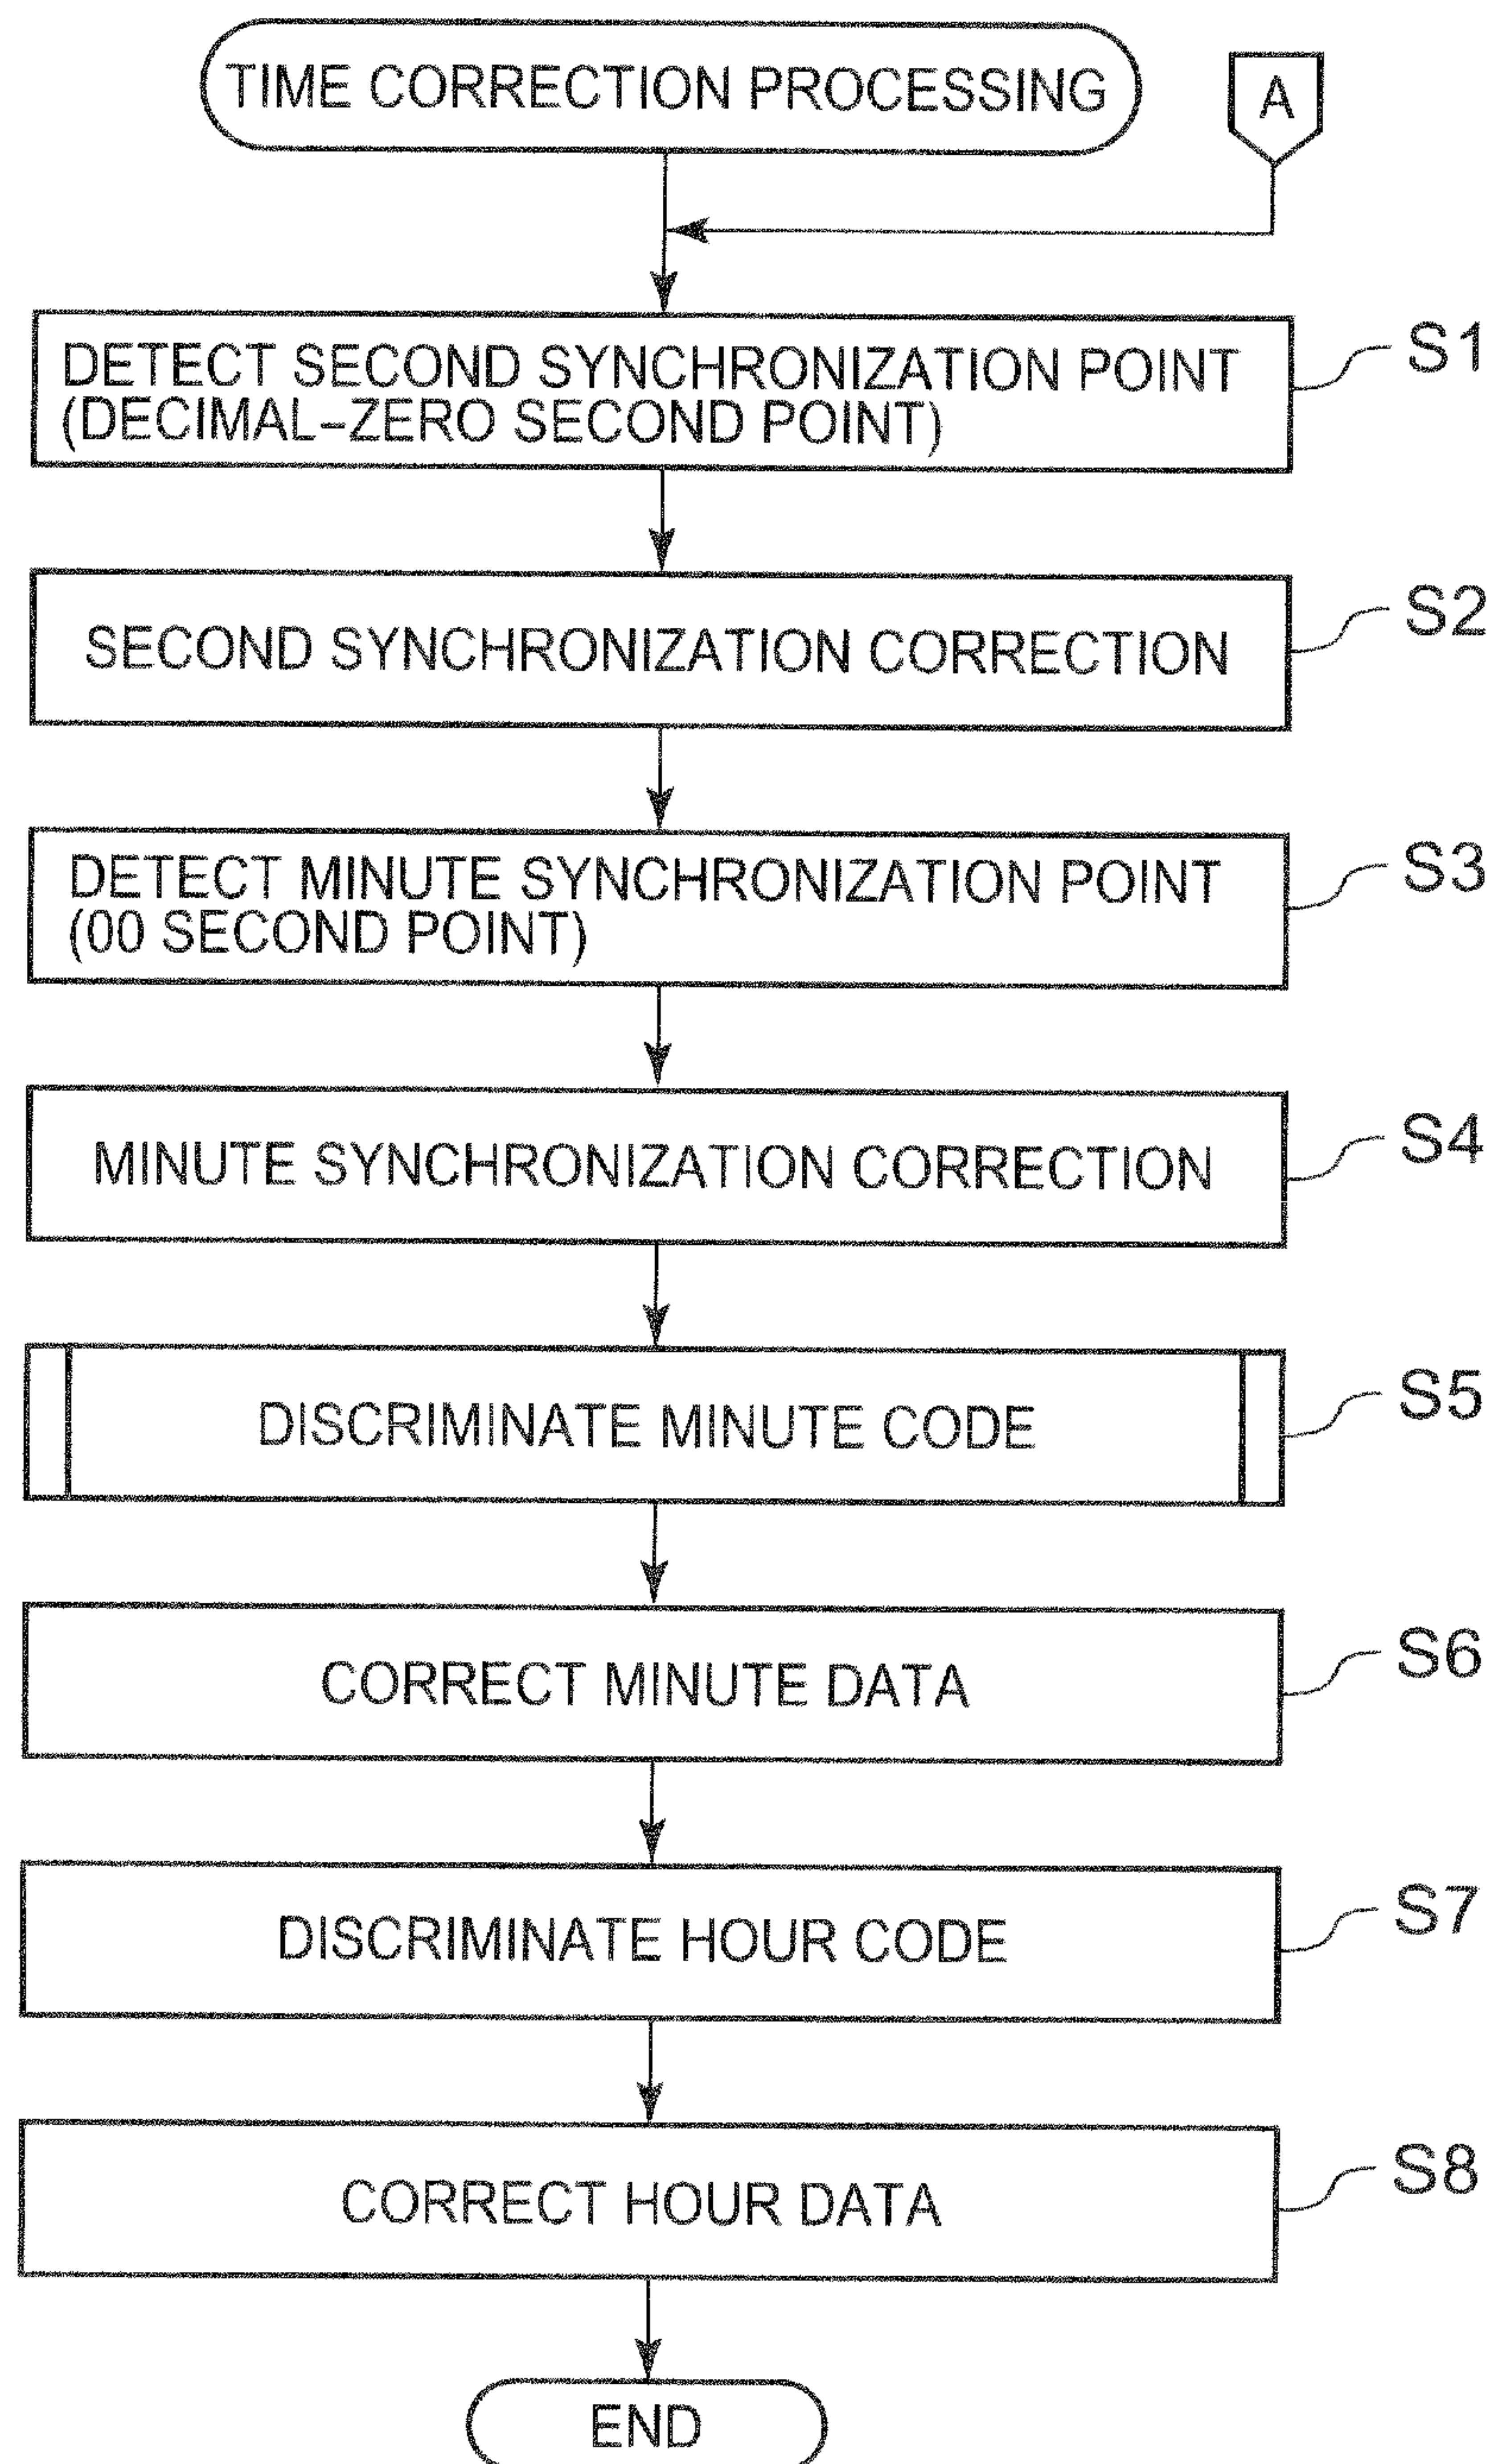 TIME CORRECTION PROCESSING
A
DETECT SECOND SYNCHRONIZATION POINT
(DECIMAL-ZERO SECOND POINT)
S1
SECOND SYNCHRONIZATION CORRECTION
S2
DETECT MINUTE SYNCHRONIZATION POINT
(00 SECOND POINT)
S3
MINUTE SYNCHRONIZATION CORRECTION
S4
DISCRIMINATE MINUTE CODE
S5
CORRECT MINUTE DATA
S6
DISCRIMINATE HOUR CODE
S7
CORRECT HOUR DATA
S8
END